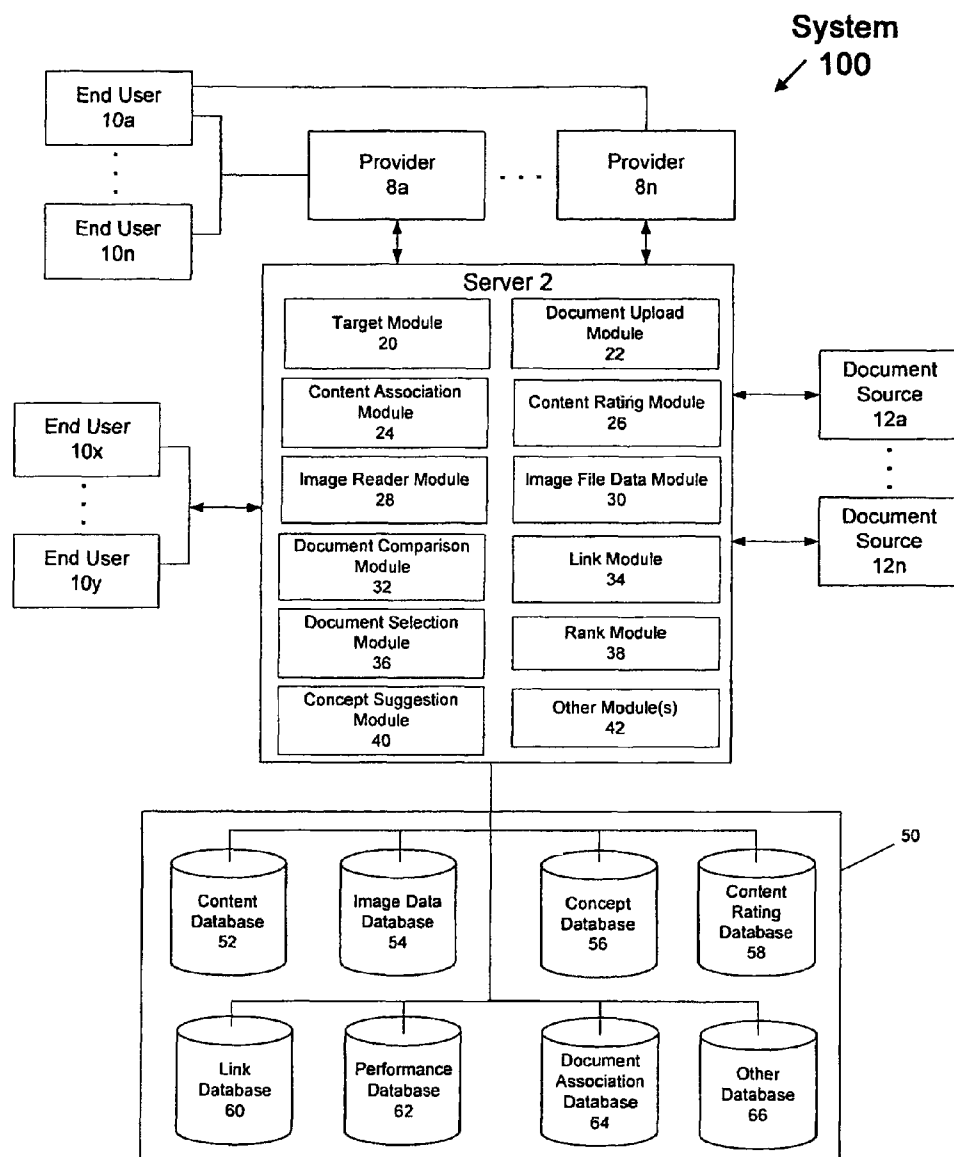 System
100
End User
10a
End User
10n
Provider
8a
Provider
8n
Server 2
Target Module
20
Document Upload
Module
22
Content Association
Module
24
Content Rating Module
26
Image Reader Module
28
Image File Data Module
30
Document Comparison
Module
32
Link Module
34
Document Selection
Module
36
Rank Module
38
Concept Suggestion
Module
40
Other Module(s)
42
End User
10x
End User
10y
Document
Source
12a
Document
Source
12n
50
Content
Database
52
Image Data
Database
54
Concept
Database
56
Content
Rating
Database
58
Link
Database
60
Performance
Database
62
Document
Association
Database
64
Other
Database
66